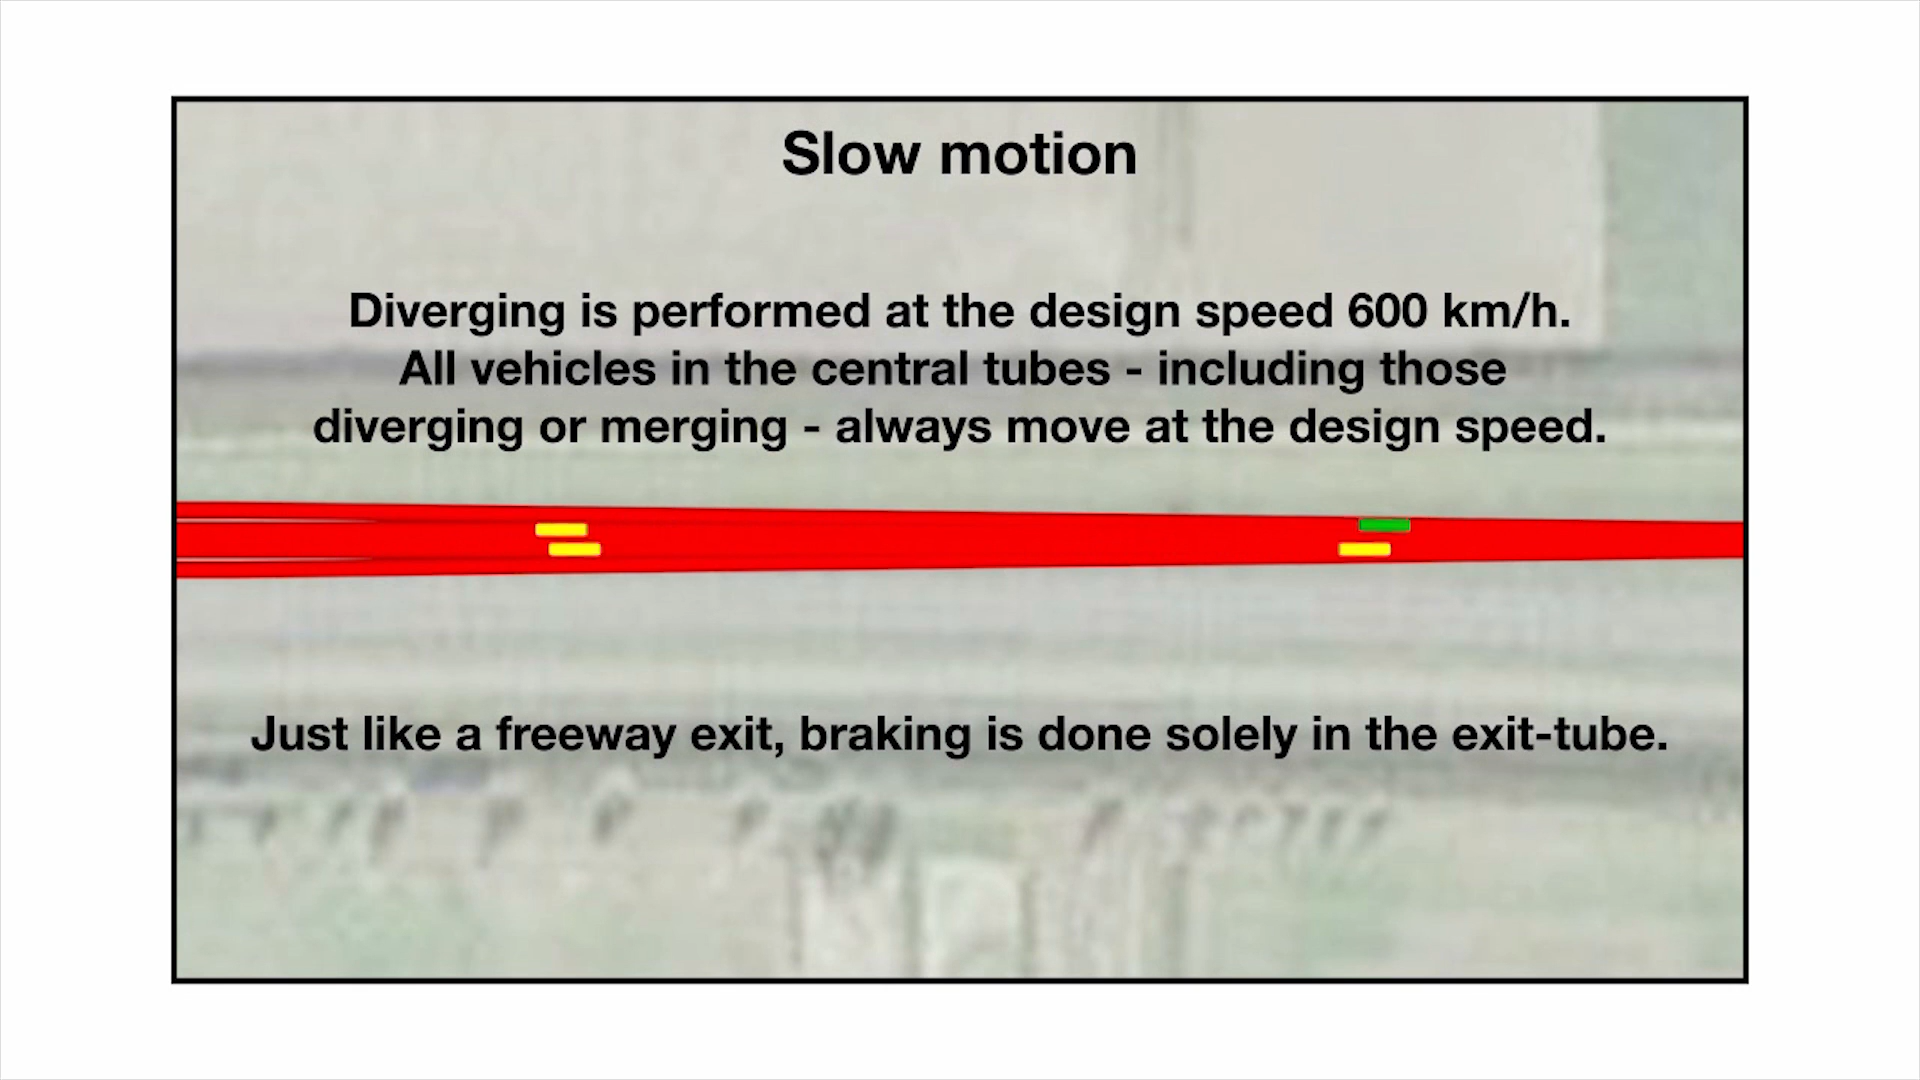 Slow motion
Diverging is performed at the design speed 600 km/h.
All vehicles in the central tubes - including those
diverging or merging - always move at the design speed.
Just like a freeway exit, braking is done solely in the exit-tube.